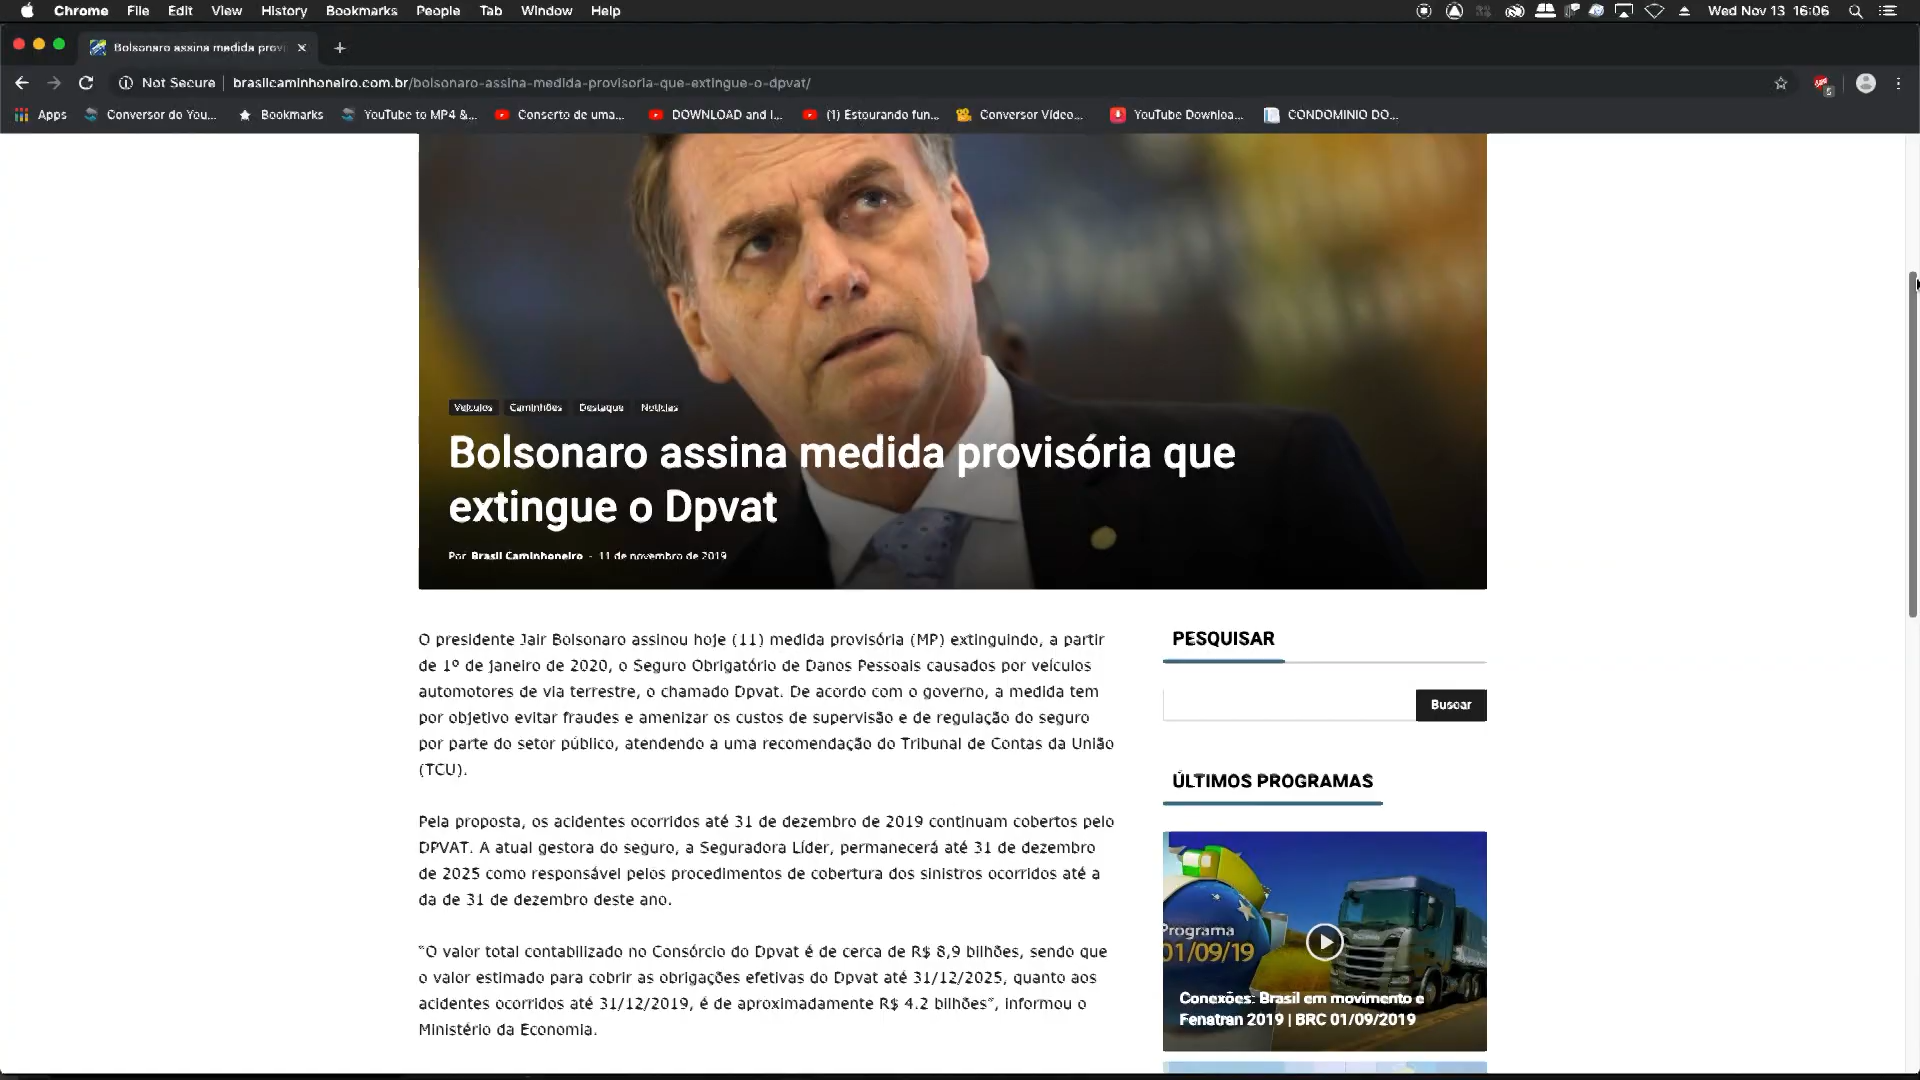 Chrome File Edit View History Bookmarks People Tab Window Help
Wed Nov 13 16:06
Bolsonaro assina medida prov
Not Secure brasilcaminhoneiro.com.br/bolsonaro-assina-medida-provisoria-que-extingue-o-dpvat/
Apps Conversor do You... Bookmarks YouTube to MP4 &... Conserto de uma... DOWNLOAD and I... (1) Estourando fun... Conversor Vídeo... YouTube Downloa... CONDOMINIO DO...
Veículos Caminhões Destaque Notícias
Bolsonaro assina medida provisória que
extingue o Dpvat
Por Brasil Caminhoneiro - 11 de novembro de 2019
O presidente Jair Bolsonaro assinou hoje (11) medida provisória (MP) extinguindo, a partir
de 1º de janeiro de 2020, o Seguro Obrigatório de Danos Pessoais causados por veículos
automotores de via terrestre, o chamado Dpvat. De acordo com o governo, a medida tem
por objetivo evitar fraudes e amenizar os custos de supervisão e de regulação do seguro
por parte do setor público, atendendo a uma recomendação do Tribunal de Contas da União
(TCU).
Pela proposta, os acidentes ocorridos até 31 de dezembro de 2019 continuam cobertos pelo
DPVAT. A atual gestora do seguro, a Seguradora Líder, permanecerá até 31 de dezembro
de 2025 como responsável pelos procedimentos de cobertura dos sinistros ocorridos até a
da de 31 de dezembro deste ano.
"O valor total contabilizado no Consórcio do Dpvat é de cerca de R$ 8,9 bilhões, sendo que
o valor estimado para cobrir as obrigações efetivas do Dpvat até 31/12/2025, quanto aos
acidentes ocorridos até 31/12/2019, é de aproximadamente R$ 4.2 bilhões", informou o
Ministério da Economia.
PESQUISAR
Buscar
ÚLTIMOS PROGRAMAS
Programa
01/09/19
Conexões: Brasil em movimento e
Fenatran 2019 | BRC 01/09/2019